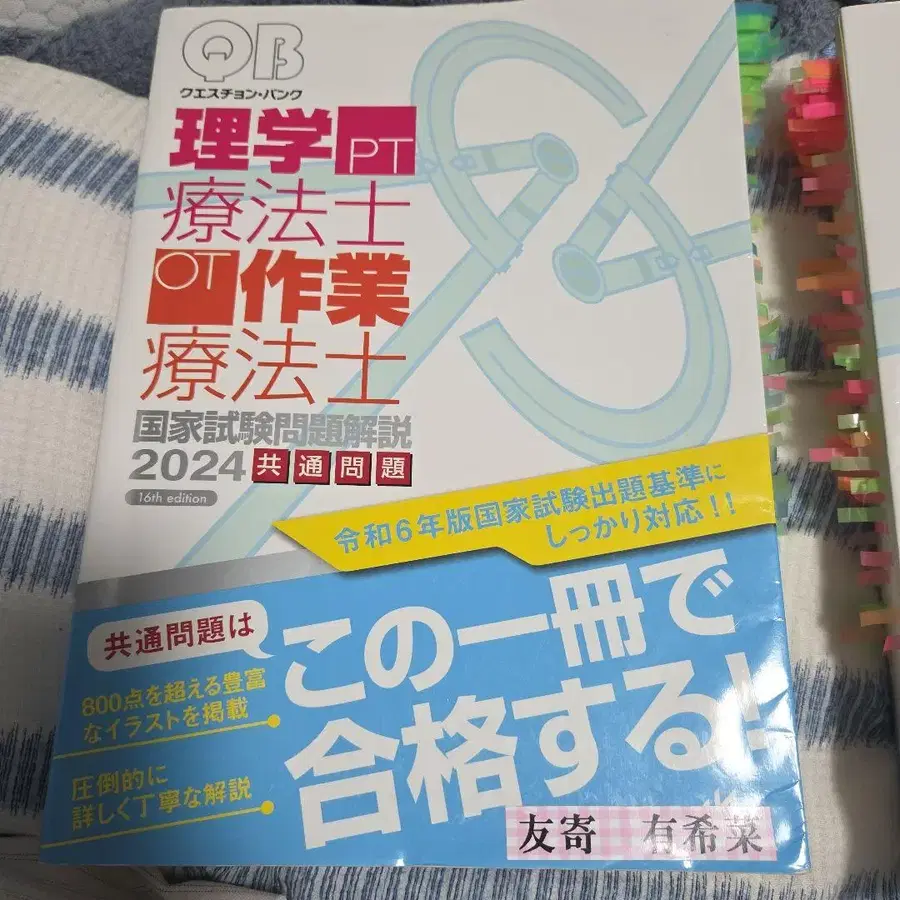 QB
クエスチョン・バンク
理学 PT
療法士
OT 作業
療法士
国家試験問題解説
2024 共通問題
16th edition
令和6年版国家試験出題基準に
しっかり対応！！
共通問題は
800点を超える豊富
なイラストを掲載
圧倒的に
詳しく丁寧な解説
この一冊で
合格する！
友寄 有希菜